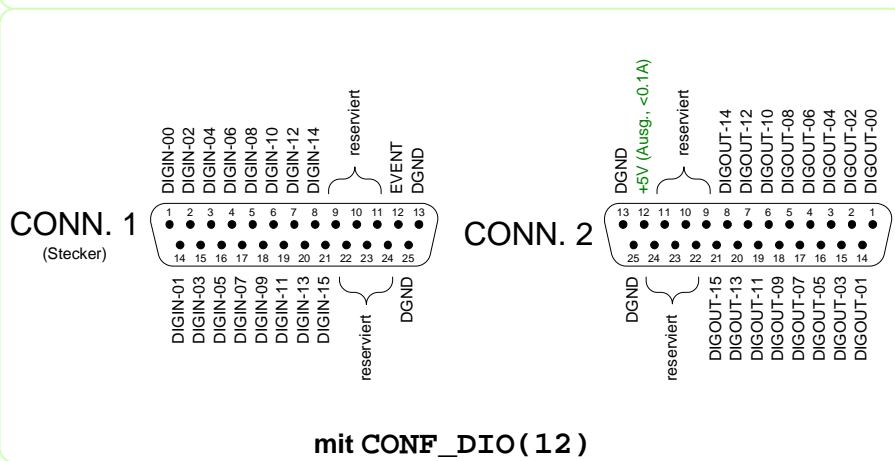 DIGIN-00
DIGIN-02
DIGIN-04
DIGIN-06
DIGIN-08
DIGIN-10
DIGIN-12
DIGIN-14
reserviert
EVENT
DGND
CONN. 1
(Stecker)
1 2 3 4 5 6 7 8 9 10 11 12 13
14 15 16 17 18 19 20 21 22 23 24 25
DIGIN-01
DIGIN-03
DIGIN-05
DIGIN-07
DIGIN-09
DIGIN-11
DIGIN-13
DIGIN-15
reserviert
DGND
DGND
+5V (Ausg., <0.1A)
reserviert
DIGOUT-14
DIGOUT-12
DIGOUT-10
DIGOUT-08
DIGOUT-06
DIGOUT-04
DIGOUT-02
DIGOUT-00
CONN. 2
13 12 11 10 9 8 7 6 5 4 3 2 1
25 24 23 22 21 20 19 18 17 16 15 14
DGND
reserviert
DIGOUT-15
DIGOUT-13
DIGOUT-11
DIGOUT-09
DIGOUT-07
DIGOUT-05
DIGOUT-03
DIGOUT-01
mit CONF_DIO(12)